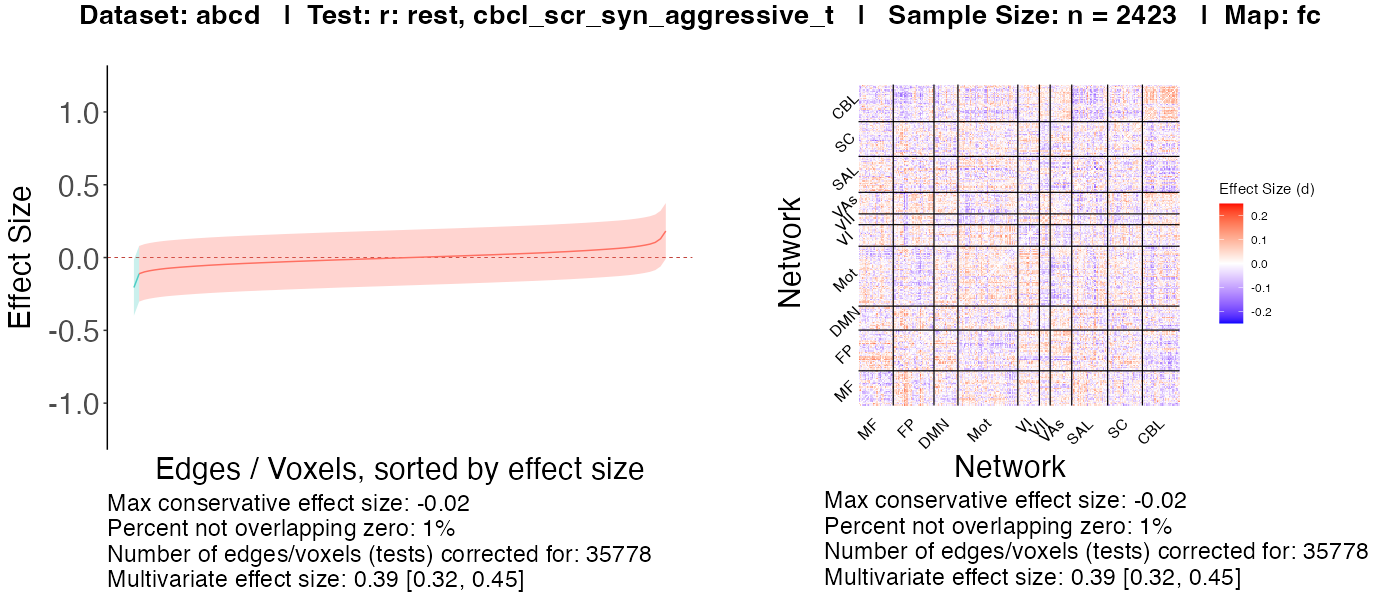 Dataset: abcd | Test: r: rest, cbcl_scr_syn_aggressive_t | Sample Size: n = 2423 | Map: fc
Effect Size
1.0
0.5
0.0
-0.5
-1.0
Edges / Voxels, sorted by effect size
Max conservative effect size: -0.02
Percent not overlapping zero: 1%
Number of edges/voxels (tests) corrected for: 35778
Multivariate effect size: 0.39 [0.32, 0.45]
Network
CBL
SC
SAL
VAs
VII
VI
Mot
DMN
FP
MF
MF
FP
DMN
Mot
VI
VII
VAs
SAL
SC
CBL
Network
Effect Size (d)
0.2
0.1
0.0
-0.1
-0.2
Max conservative effect size: -0.02
Percent not overlapping zero: 1%
Number of edges/voxels (tests) corrected for: 35778
Multivariate effect size: 0.39 [0.32, 0.45]